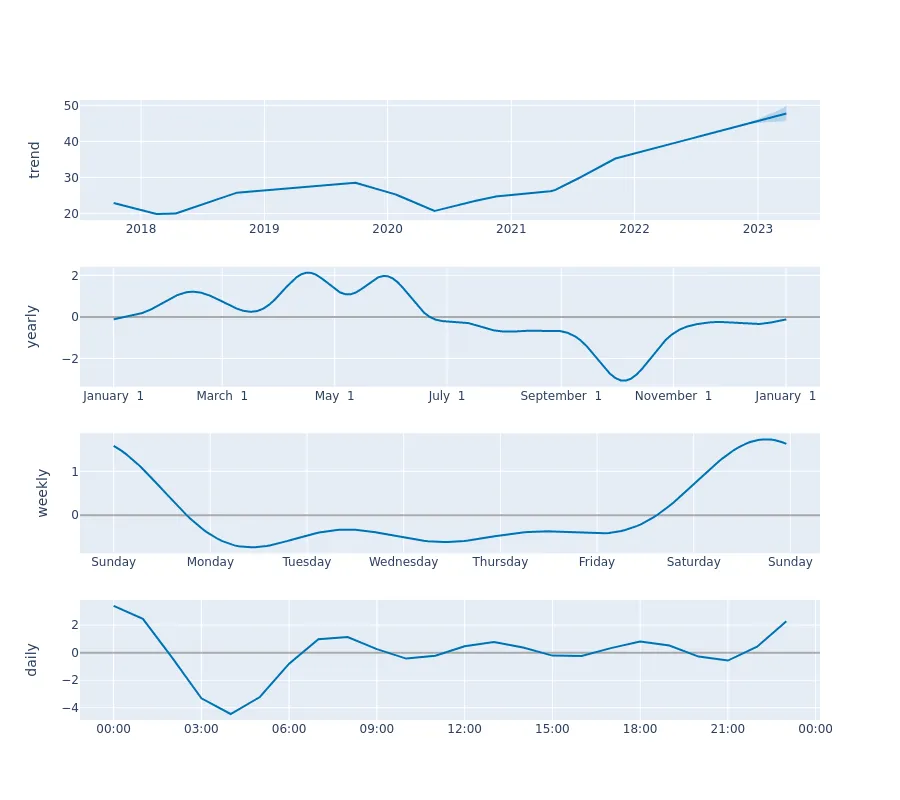 trend
50
40
30
20
2018 2019 2020 2021 2022 2023
yearly
2
0
−2
January 1 March 1 May 1 July 1 September 1 November 1 January 1
weekly
1
0
Sunday Monday Tuesday Wednesday Thursday Friday Saturday Sunday
daily
2
0
−2
−4
00:00 03:00 06:00 09:00 12:00 15:00 18:00 21:00 00:00